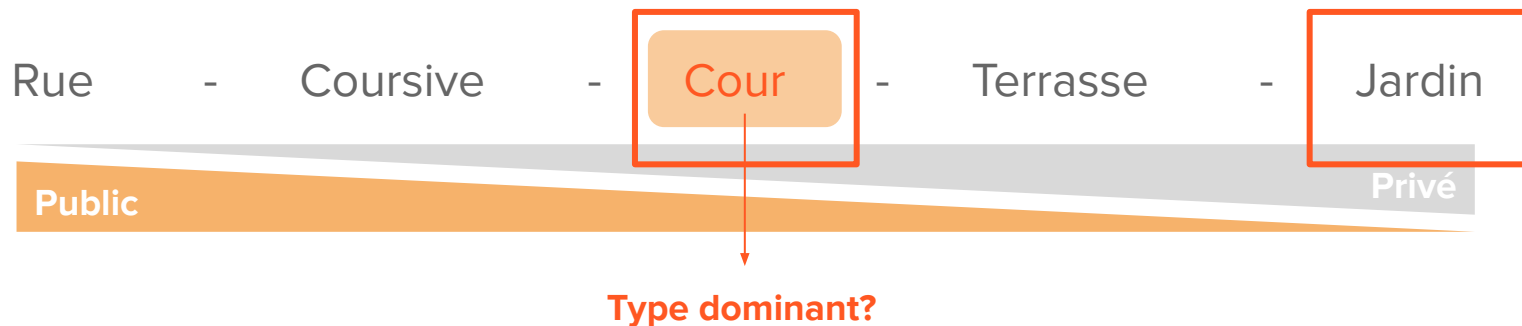 Rue - Coursive - Cour - Terrasse - Jardin
Privé
Public
Type dominant?